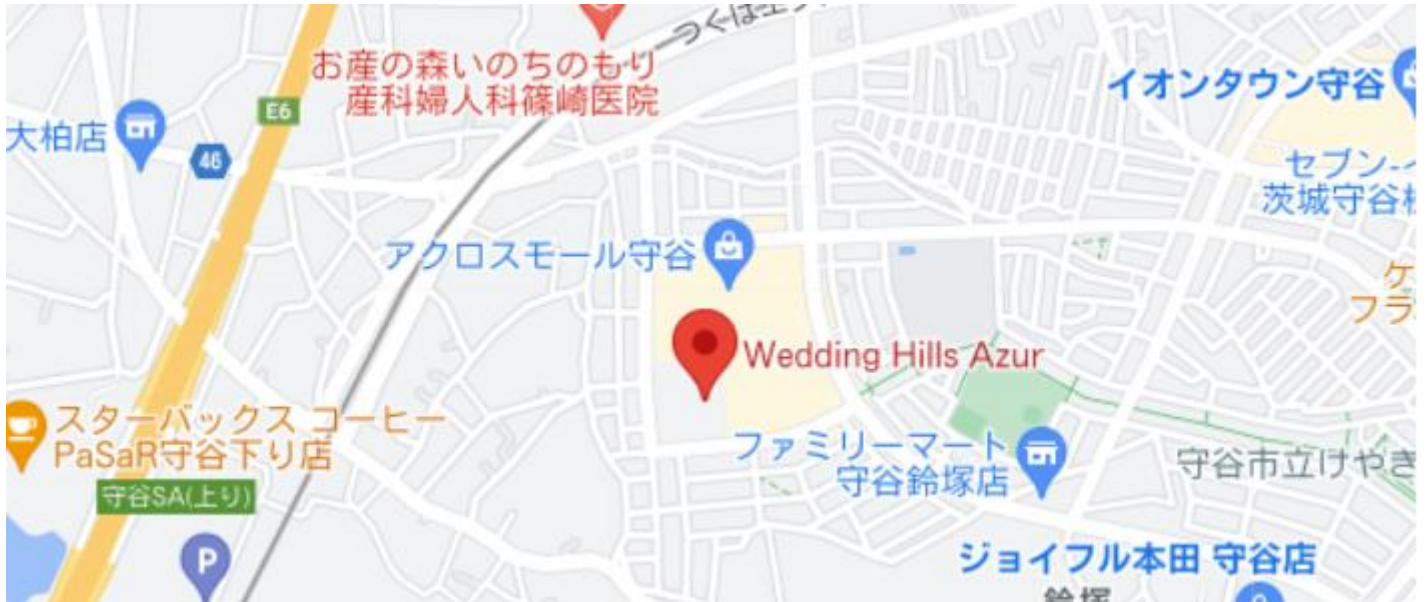 つくばエク
お産の森いのちのもり
産科婦人科篠崎医院
イオンタウン守谷
E6
大柏店
46
セブン-イ
茨城守谷
アクロスモール守谷
ケ
フラ
Wedding Hills Azur
スターバックス コーヒー
PaSaR守谷下り店
ファミリーマート
守谷鈴塚店
守谷市立けやき
守谷SA(上り)
P
ジョイフル本田 守谷店
鈴塚